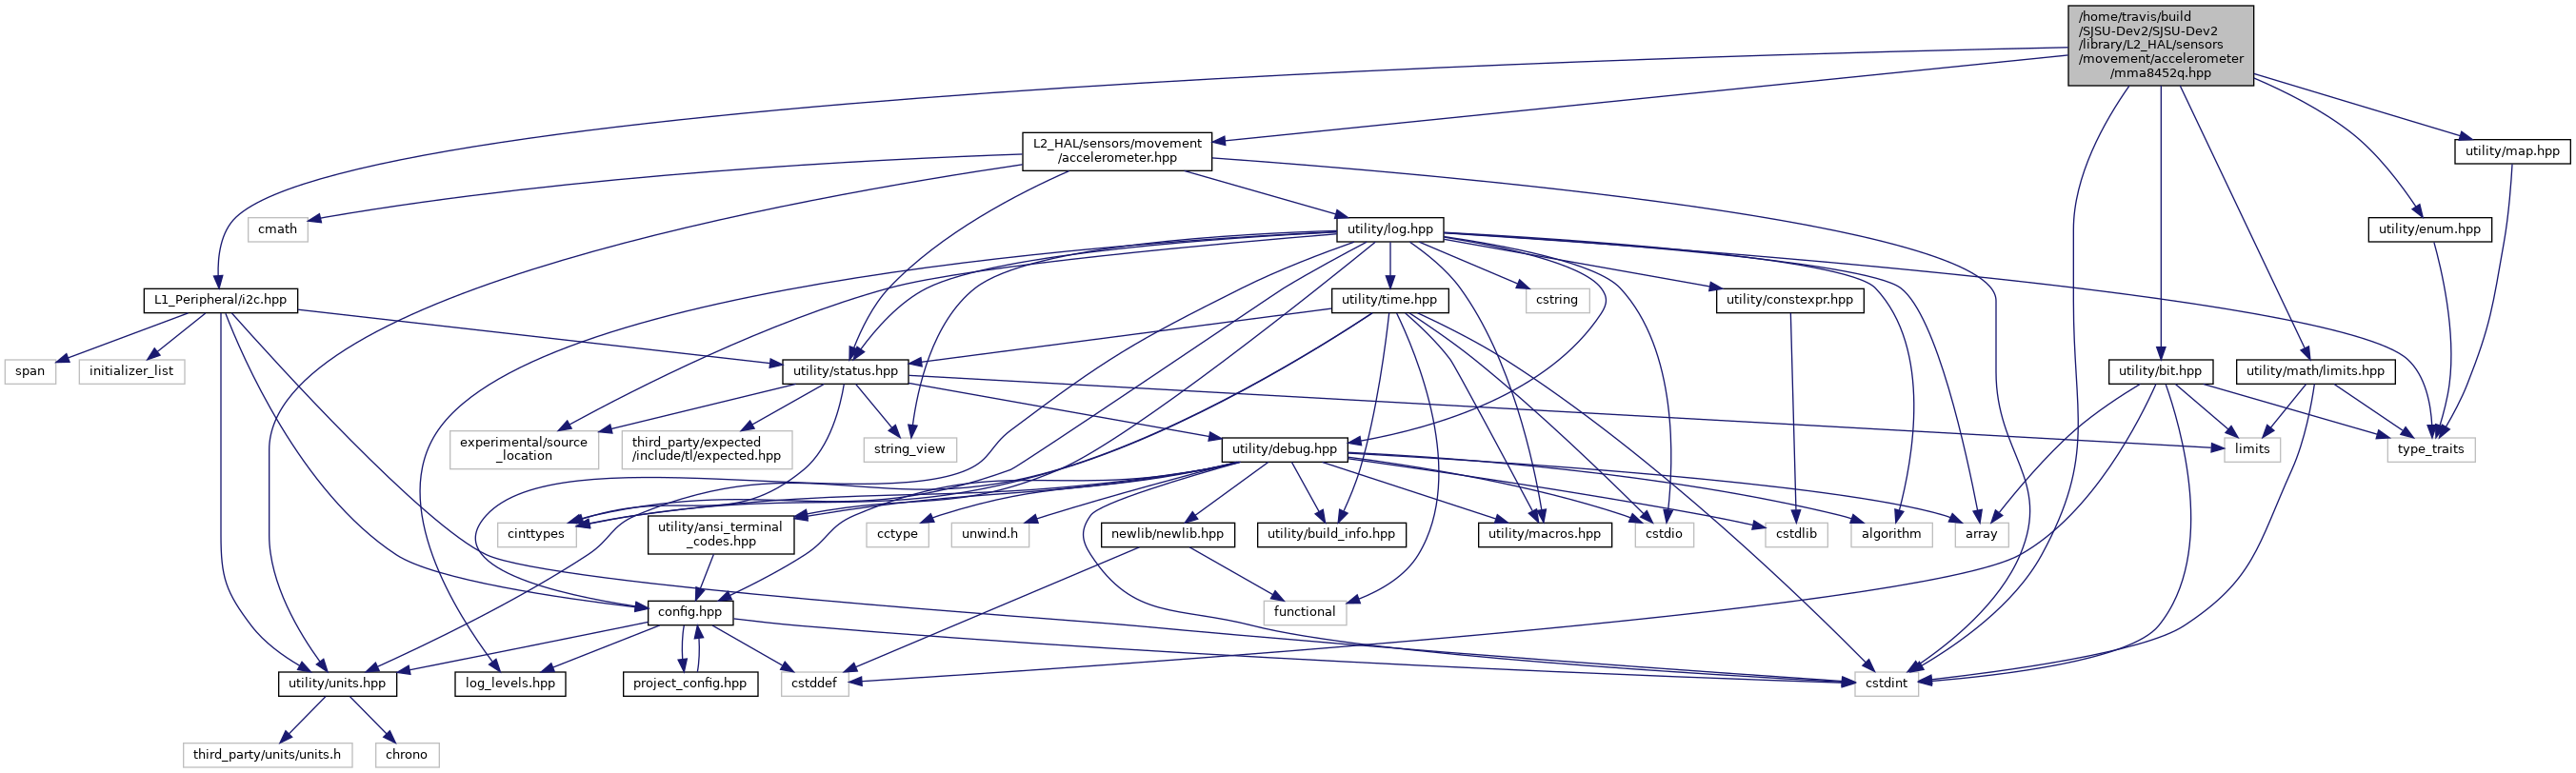 /home/travis/build
/SJSU-Dev2/SJSU-Dev2
/library/L2_HAL/sensors
/movement/accelerometer
/mma8452q.hpp
L2_HAL/sensors/movement
/accelerometer.hpp
utility/map.hpp
cmath
utility/log.hpp
utility/enum.hpp
L1_Peripheral/i2c.hpp
utility/time.hpp
cstring
utility/constexpr.hpp
span
initializer_list
utility/status.hpp
utility/bit.hpp
utility/math/limits.hpp
experimental/source
_location
third_party/expected
/include/tl/expected.hpp
string_view
utility/debug.hpp
limits
type_traits
cinttypes
utility/ansi_terminal
_codes.hpp
cctype
unwind.h
newlib/newlib.hpp
utility/build_info.hpp
utility/macros.hpp
cstdio
cstdlib
algorithm
array
config.hpp
functional
utility/units.hpp
log_levels.hpp
project_config.hpp
cstddef
cstdint
third_party/units/units.h
chrono